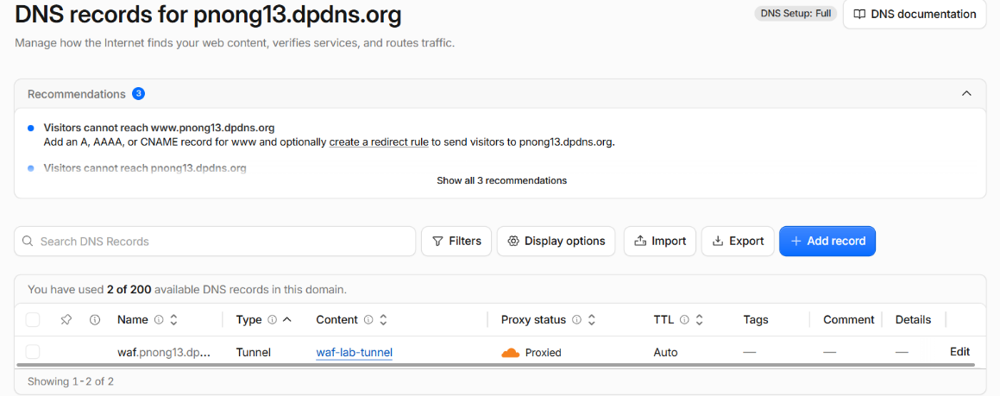 DNS records for pnong13.dpdns.org
DNS Setup: Full
DNS documentation
Manage how the Internet finds your web content, verifies services, and routes traffic.
Recommendations 3
Visitors cannot reach www.pnong13.dpdns.org
Add an A, AAAA, or CNAME record for www and optionally create a redirect rule to send visitors to pnong13.dpdns.org.
Visitors cannot reach pnong13.dpdns.org
Show all 3 recommendations
Search DNS Records
Filters
Display options
Import
Export
+ Add record
You have used 2 of 200 available DNS records in this domain.
Name Type Content Proxy status TTL Tags Comment Details
waf.pnong13.dp... Tunnel waf-lab-tunnel Proxied Auto — — — Edit
Showing 1-2 of 2